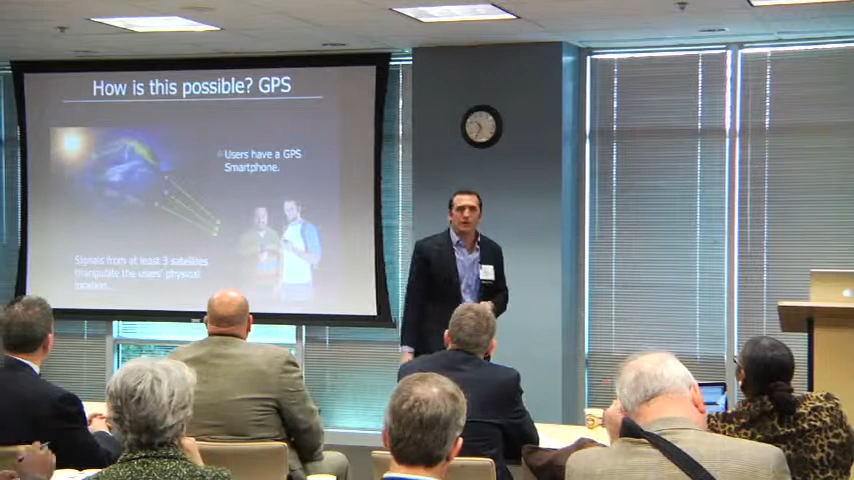 How is this possible? GPS
Users have a GPS
Smartphone.
Signals from at least 3 satellites
triangulate the users' physical
location.